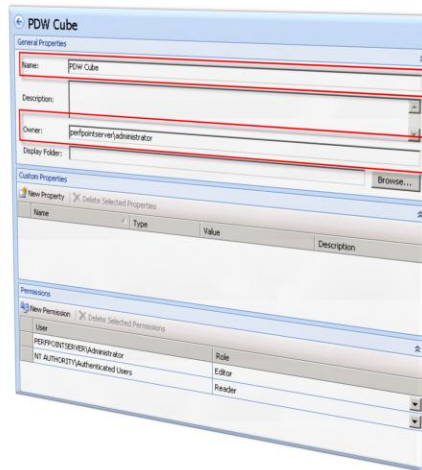 PDW Cube
General Properties
Name: PDW Cube
Description:
Owner: perfpointserver\administrator
Display Folder: Browse...
Custom Properties
New Property Delete Selected Properties
Name Type Value Description
Permissions
New Permission Delete Selected Permissions
User Role
PERFPOINTSERVER\Administrator Editor
NT AUTHORITY\Authenticated Users Reader